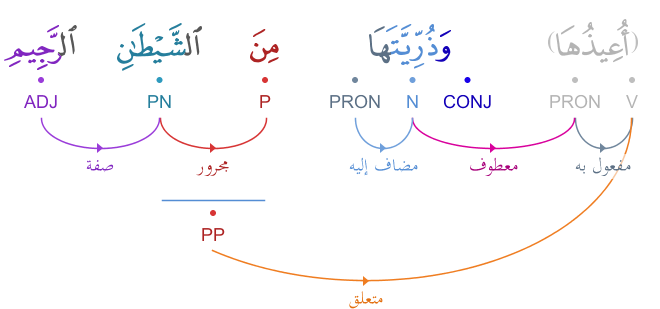 (أُعِيذُهَا) وَذُرِّيَّتَهَا مِنَ ٱلشَّيْطَٰنِ ٱلرَّجِيمِ
V PRON CONJ N PRON P PN ADJ
مفعول به معطوف مضاف إليه مجرور صفة
PP
متعلق